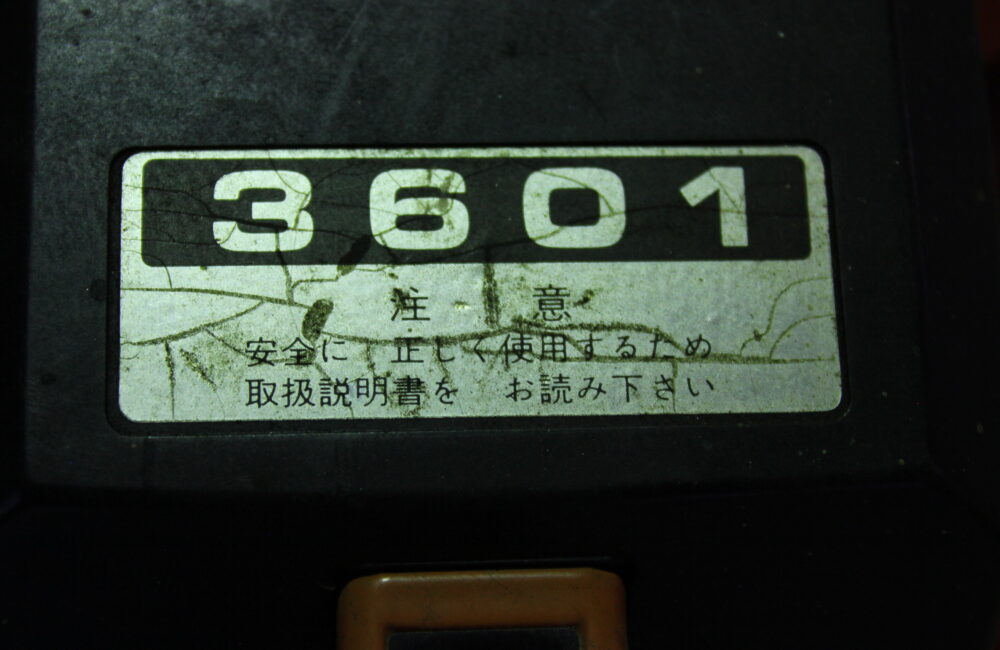 3601
注 意
安全に 正しく使用するため
取扱説明書を お読み下さい